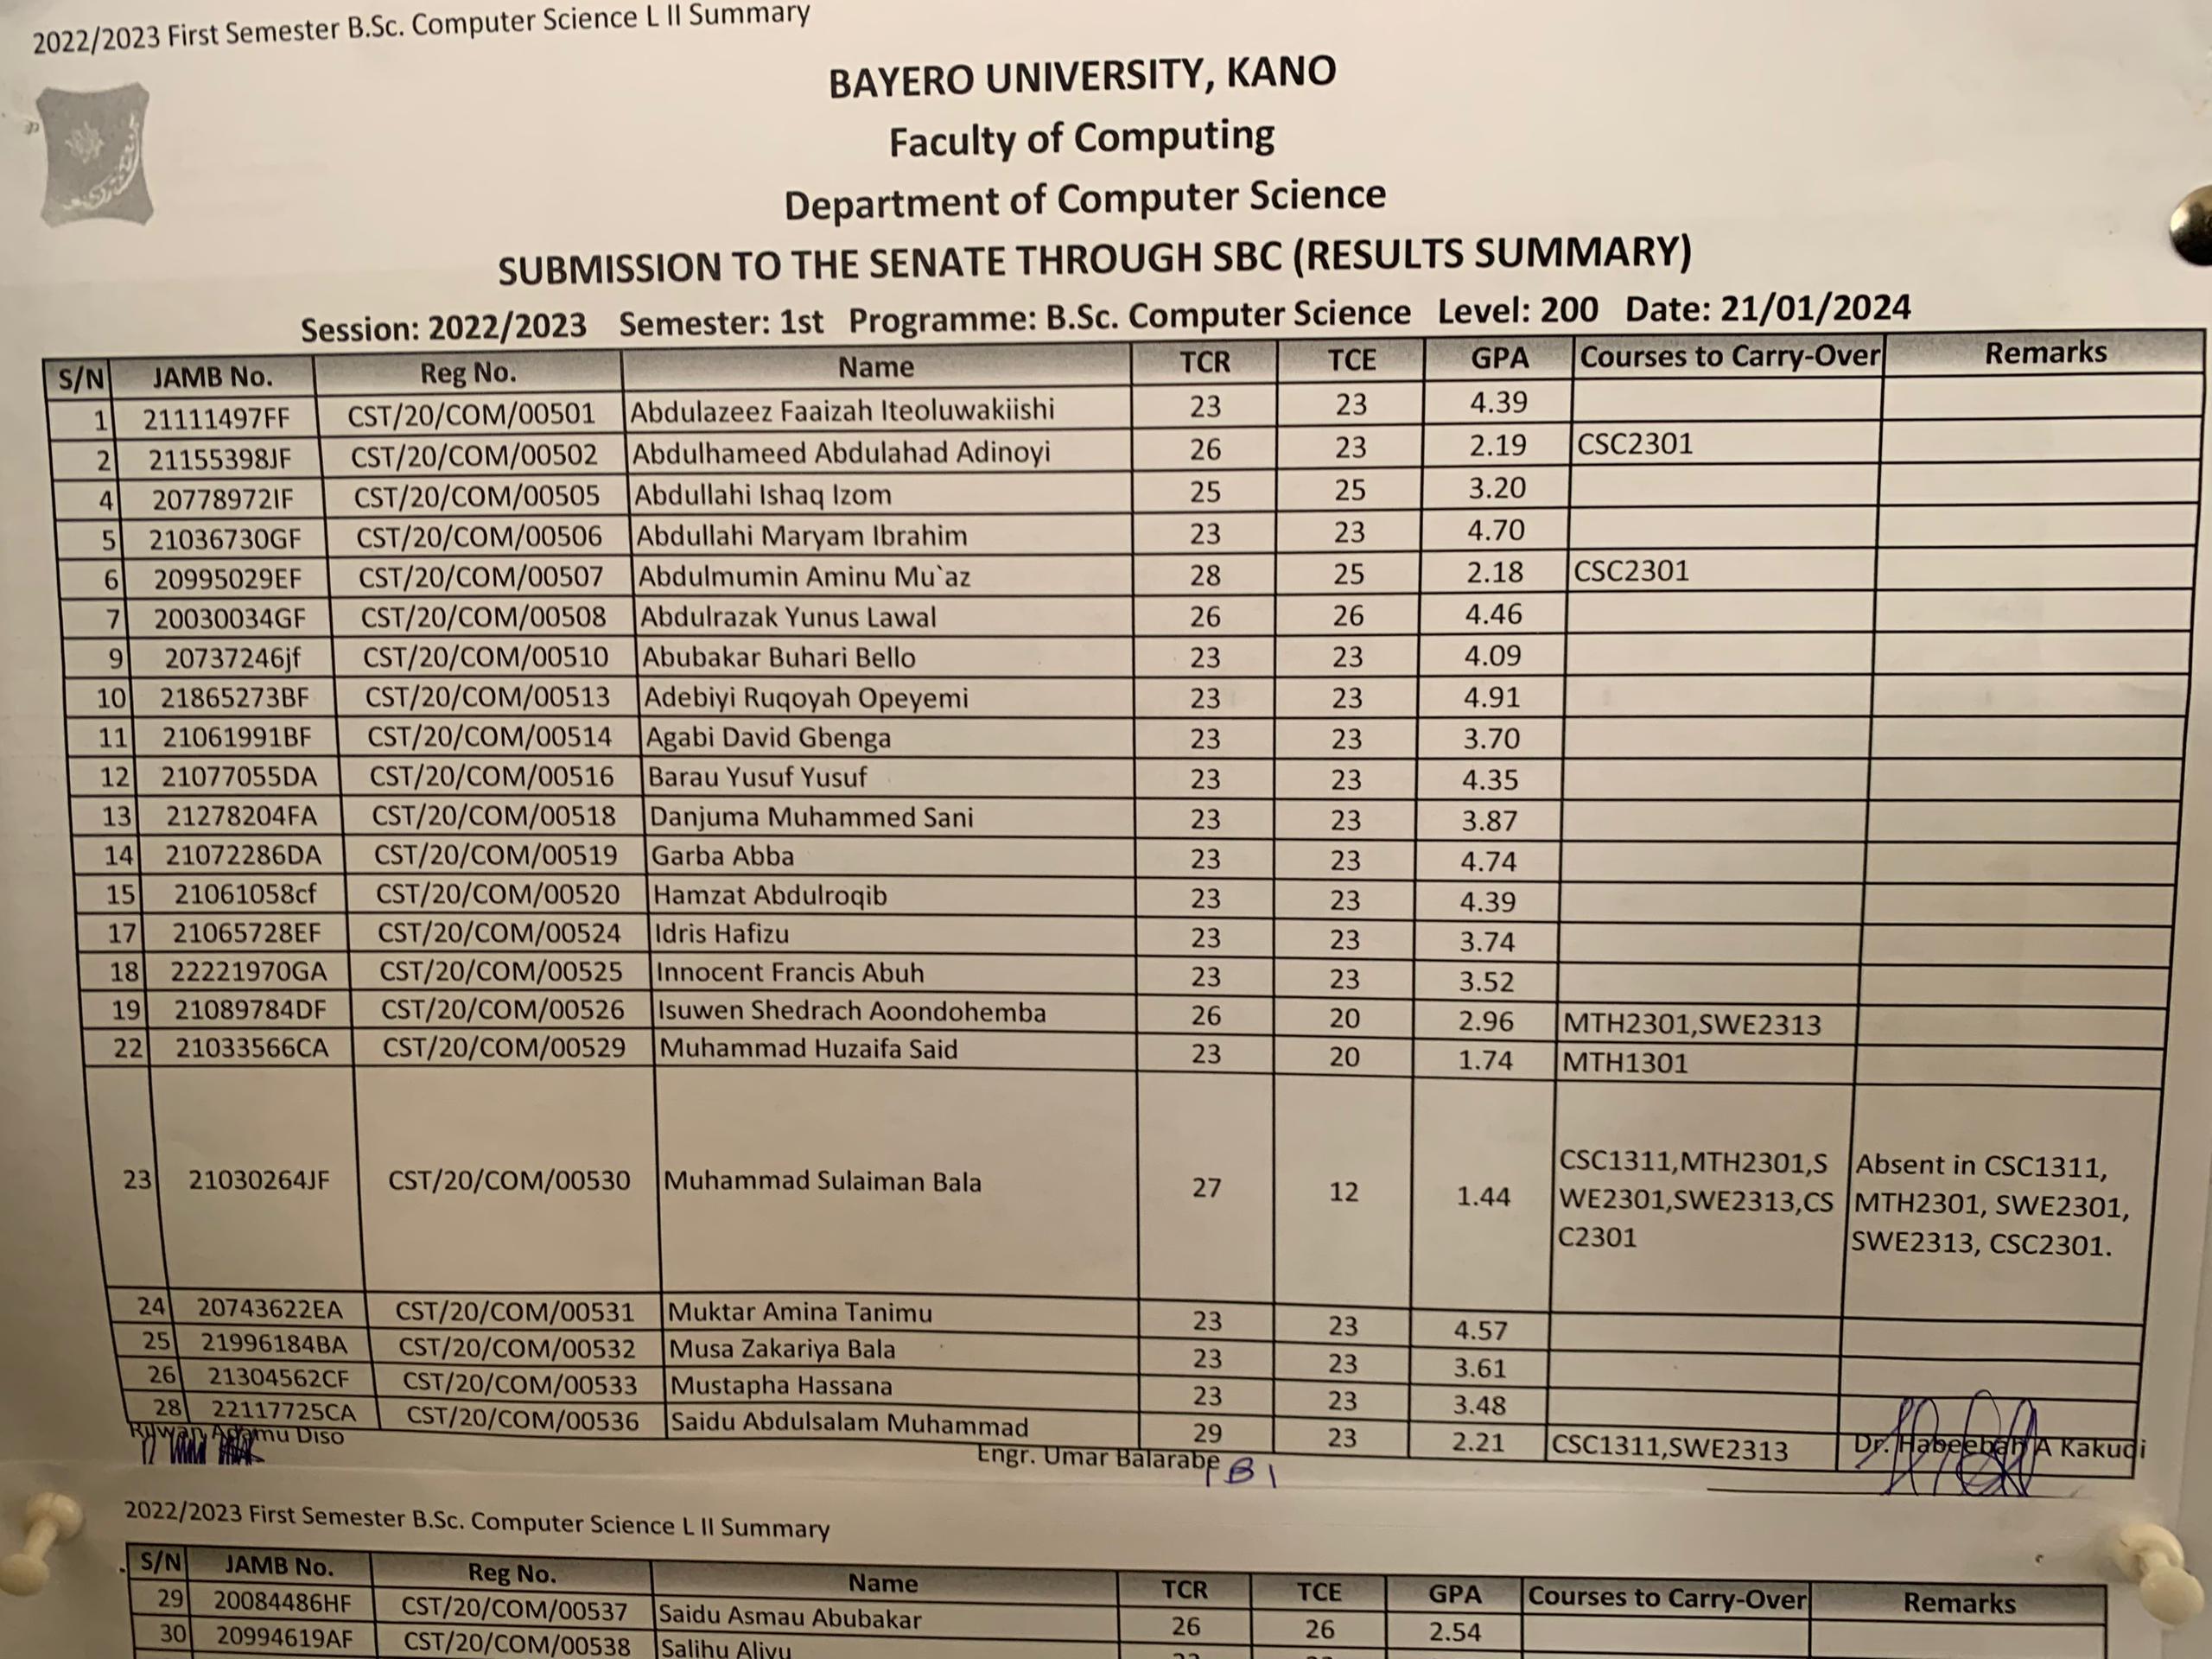 2022/2023 First Semester B.Sc. Computer Science L II Summary
BAYERO UNIVERSITY, KANO
Faculty of Computing
Department of Computer Science
SUBMISSION TO THE SENATE THROUGH SBC (RESULTS SUMMARY)
Session: 2022/2023 Semester: 1st Programme: B.Sc. Computer Science Level: 200 Date: 21/01/2024
S/N JAMB No. Reg No. Name TCR TCE GPA Courses to Carry-Over Remarks
1 21111497FF CST/20/COM/00501 Abdulazeez Faaizah Iteoluwakiishi 23 23 4.39
2 21155398JF CST/20/COM/00502 Abdulhameed Abdulahad Adinoyi 26 23 2.19 CSC2301
4 20778972IF CST/20/COM/00505 Abdullahi Ishaq Izom 25 25 3.20
5 21036730GF CST/20/COM/00506 Abdullahi Maryam Ibrahim 23 23 4.70
6 20995029EF CST/20/COM/00507 Abdulmumin Aminu Mu`az 28 25 2.18 CSC2301
7 20030034GF CST/20/COM/00508 Abdulrazak Yunus Lawal 26 26 4.46
9 20737246jf CST/20/COM/00510 Abubakar Buhari Bello 23 23 4.09
10 21865273BF CST/20/COM/00513 Adebiyi Ruqoyah Opeyemi 23 23 4.91
11 21061991BF CST/20/COM/00514 Agabi David Gbenga 23 23 3.70
12 21077055DA CST/20/COM/00516 Barau Yusuf Yusuf 23 23 4.35
13 21278204FA CST/20/COM/00518 Danjuma Muhammed Sani 23 23 3.87
14 21072286DA CST/20/COM/00519 Garba Abba 23 23 4.74
15 21061058cf CST/20/COM/00520 Hamzat Abdulroqib 23 23 4.39
17 21065728EF CST/20/COM/00524 Idris Hafizu 23 23 3.74
18 22221970GA CST/20/COM/00525 Innocent Francis Abuh 23 23 3.52
19 21089784DF CST/20/COM/00526 Isuwen Shedrach Aoondohemba 26 20 2.96 MTH2301,SWE2313
22 21033566CA CST/20/COM/00529 Muhammad Huzaifa Said 23 20 1.74 MTH1301
23 21030264JF CST/20/COM/00530 Muhammad Sulaiman Bala 27 12 1.44
CSC1311,MTH2301,S
WE2301,SWE2313,CS
C2301
Absent in CSC1311,
MTH2301, SWE2301,
SWE2313, CSC2301.
24 20743622EA CST/20/COM/00531 Muktar Amina Tanimu 23 23 4.57
25 21996184BA CST/20/COM/00532 Musa Zakariya Bala 23 23 3.61
26 21304562CF CST/20/COM/00533 Mustapha Hassana 23 23 3.48
28 22117725CA CST/20/COM/00536 Saidu Abdulsalam Muhammad 29 23 2.21 CSC1311,SWE2313
Rilwan Adamu Diso Engr. Umar Balarabe Dr. Habeebah A Kakudi
2022/2023 First Semester B.Sc. Computer Science L II Summary
S/N JAMB No. Reg No. Name TCR TCE GPA Courses to Carry-Over Remarks
29 20084486HF CST/20/COM/00537 Saidu Asmau Abubakar 26 26 2.54
30 20994619AF CST/20/COM/00538 Salihu Aliyu